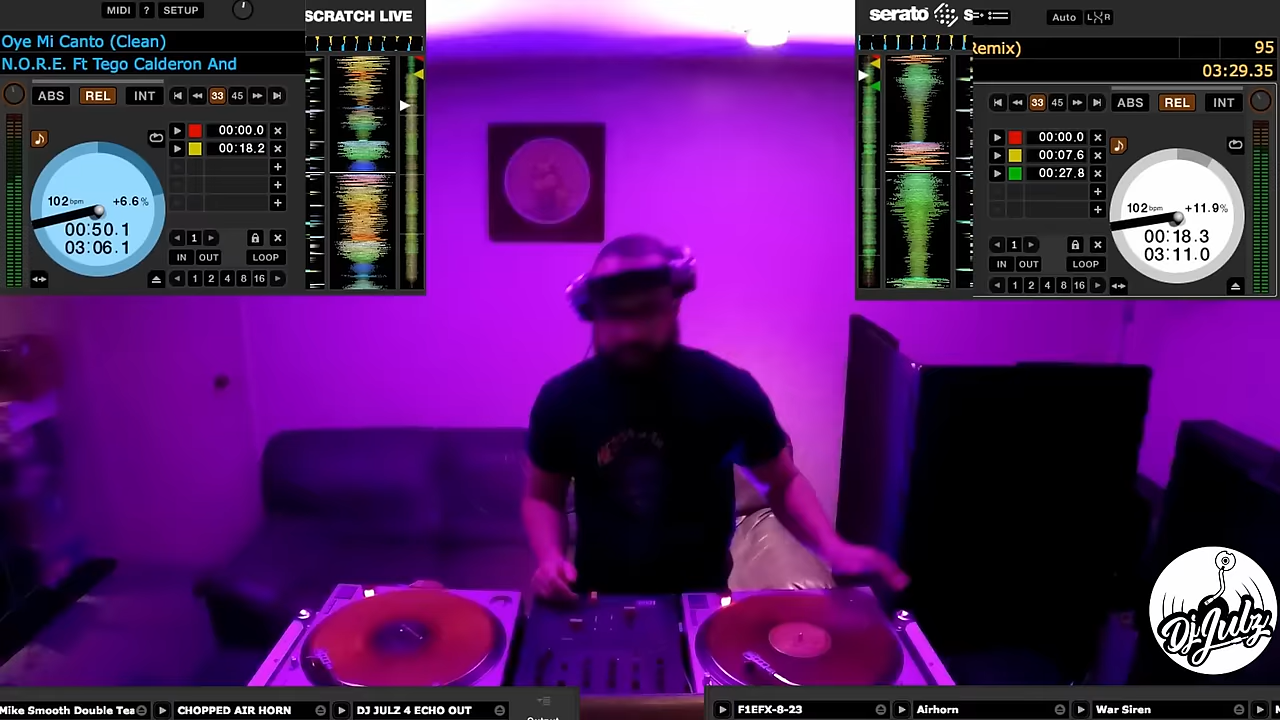 MIDI ? SETUP
SCRATCH LIVE
Oye Mi Canto (Clean)
N.O.R.E. Ft Tego Calderon And
ABS REL INT 33 45
00:00.0
00:18.2
102 bpm +6.6%
00:50.1
03:06.1
1
IN OUT LOOP
1 2 4 8 16
serato S
Auto L R
Remix) 95
03:29.35
33 45 ABS REL INT
00:00.0
00:07.6
00:27.8
102 bpm +11.9%
00:18.3
03:11.0
1
IN OUT LOOP
1 2 4 8 16
Dj Julz
Mike Smooth Double Tea
CHOPPED AIR HORN
DJ JULZ 4 ECHO OUT
Output
F1EFX-8-23
Airhorn
War Siren